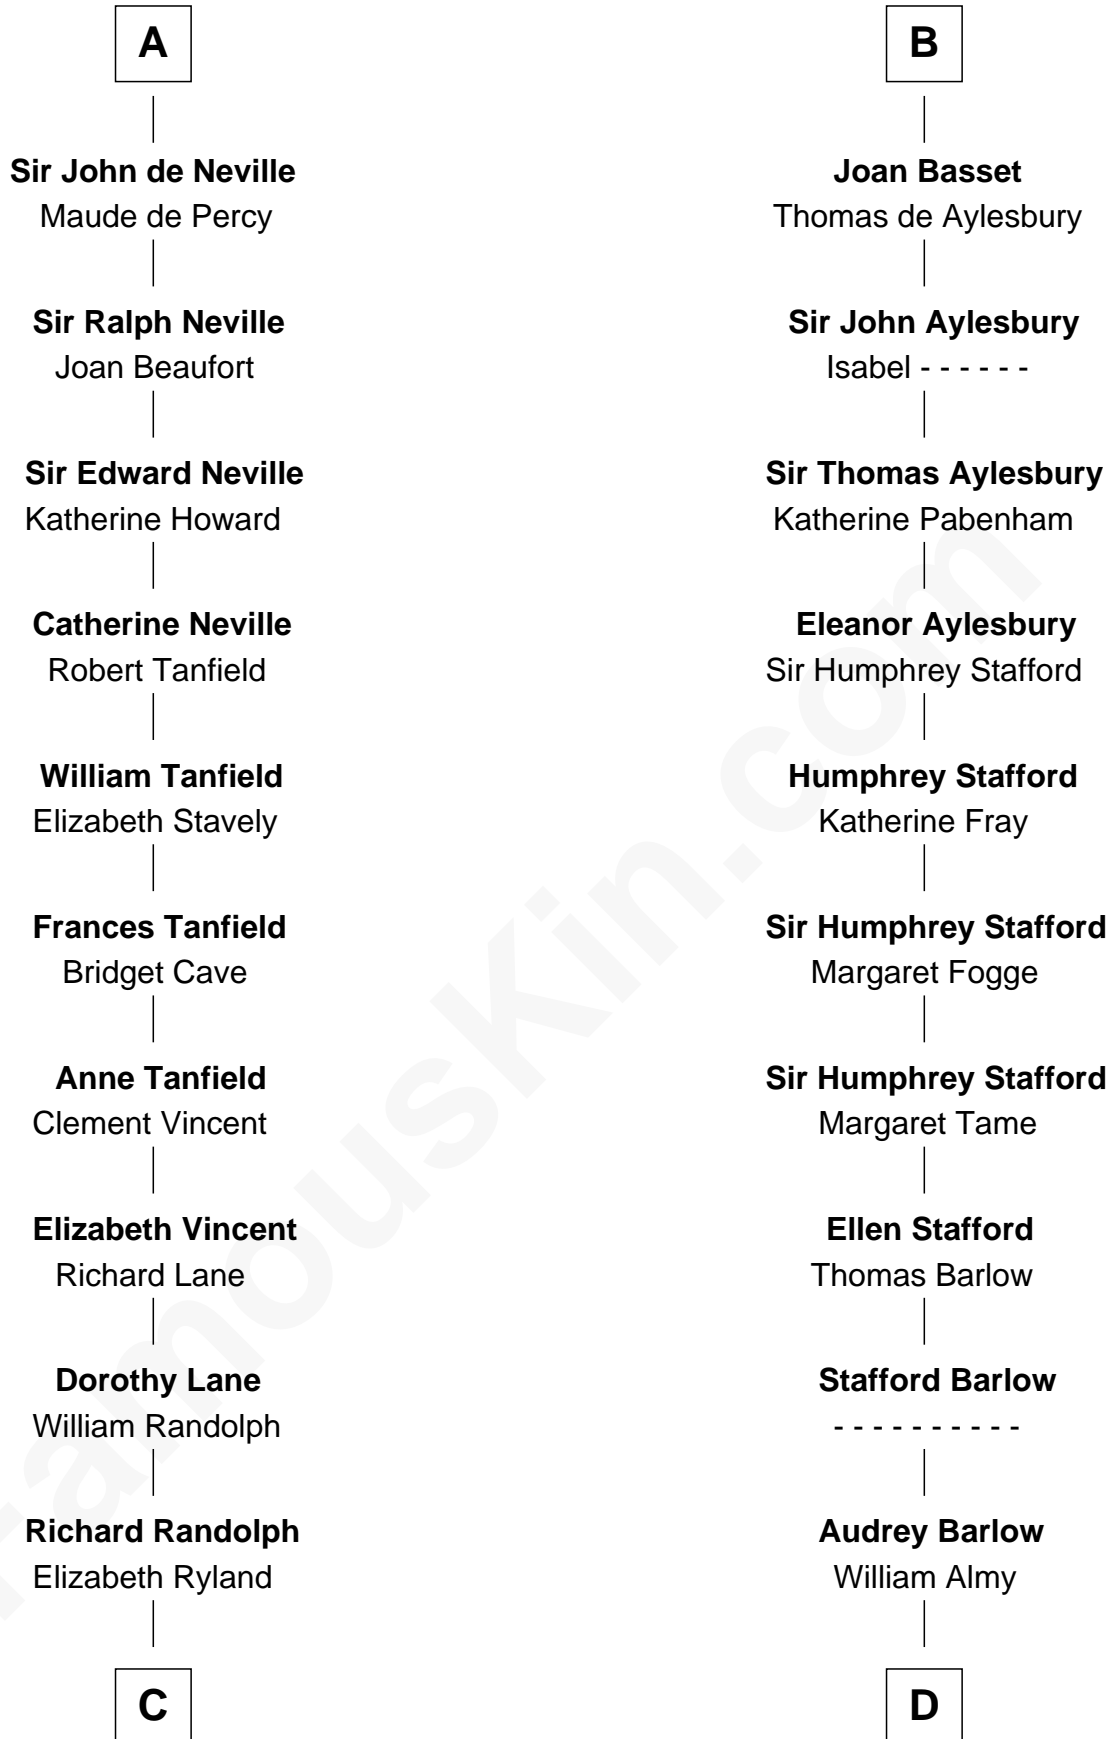 A
Sir John de Neville
Maude de Percy
Sir Ralph Neville
Joan Beaufort
Sir Edward Neville
Katherine Howard
Catherine Neville
Robert Tanfield
William Tanfield
Elizabeth Stavely
Frances Tanfield
Bridget Cave
Anne Tanfield
Clement Vincent
Elizabeth Vincent
Richard Lane
Dorothy Lane
William Randolph
Richard Randolph
Elizabeth Ryland
C
B
Joan Basset
Thomas de Aylesbury
Sir John Aylesbury
Isabel - - - - - -
Sir Thomas Aylesbury
Katherine Pabenham
Eleanor Aylesbury
Sir Humphrey Stafford
Humphrey Stafford
Katherine Fray
Sir Humphrey Stafford
Margaret Fogge
Sir Humphrey Stafford
Margaret Tame
Ellen Stafford
Thomas Barlow
Stafford Barlow
- - - - - - - - - -
Audrey Barlow
William Almy
D
FamousKin.com